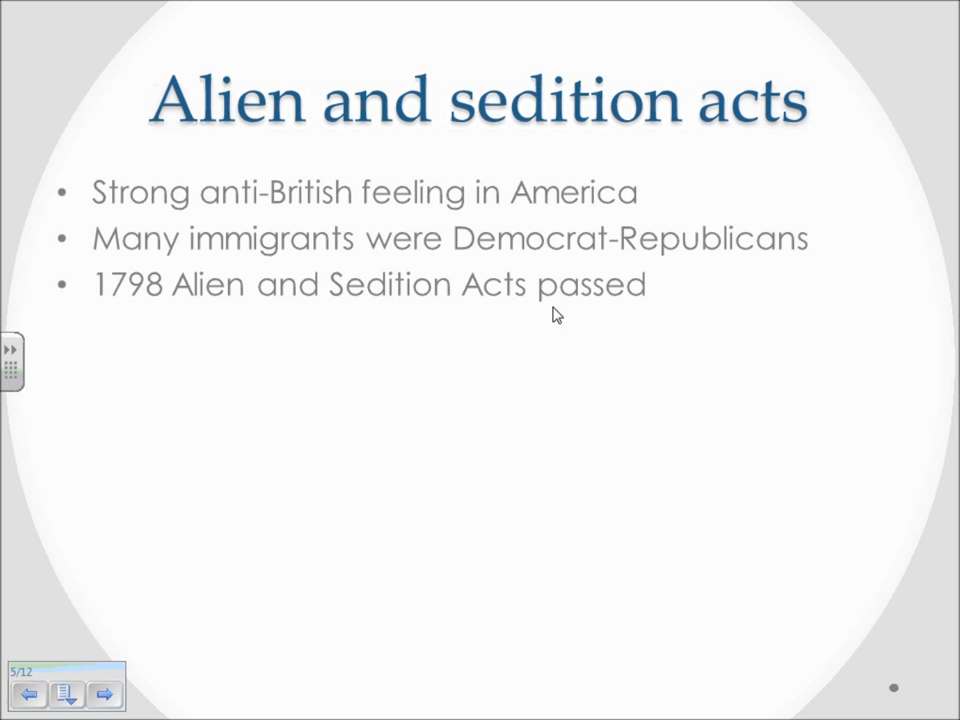 Alien and sedition acts
• Strong anti-British feeling in America
• Many immigrants were Democrat-Republicans
• 1798 Alien and Sedition Acts passed
5/12